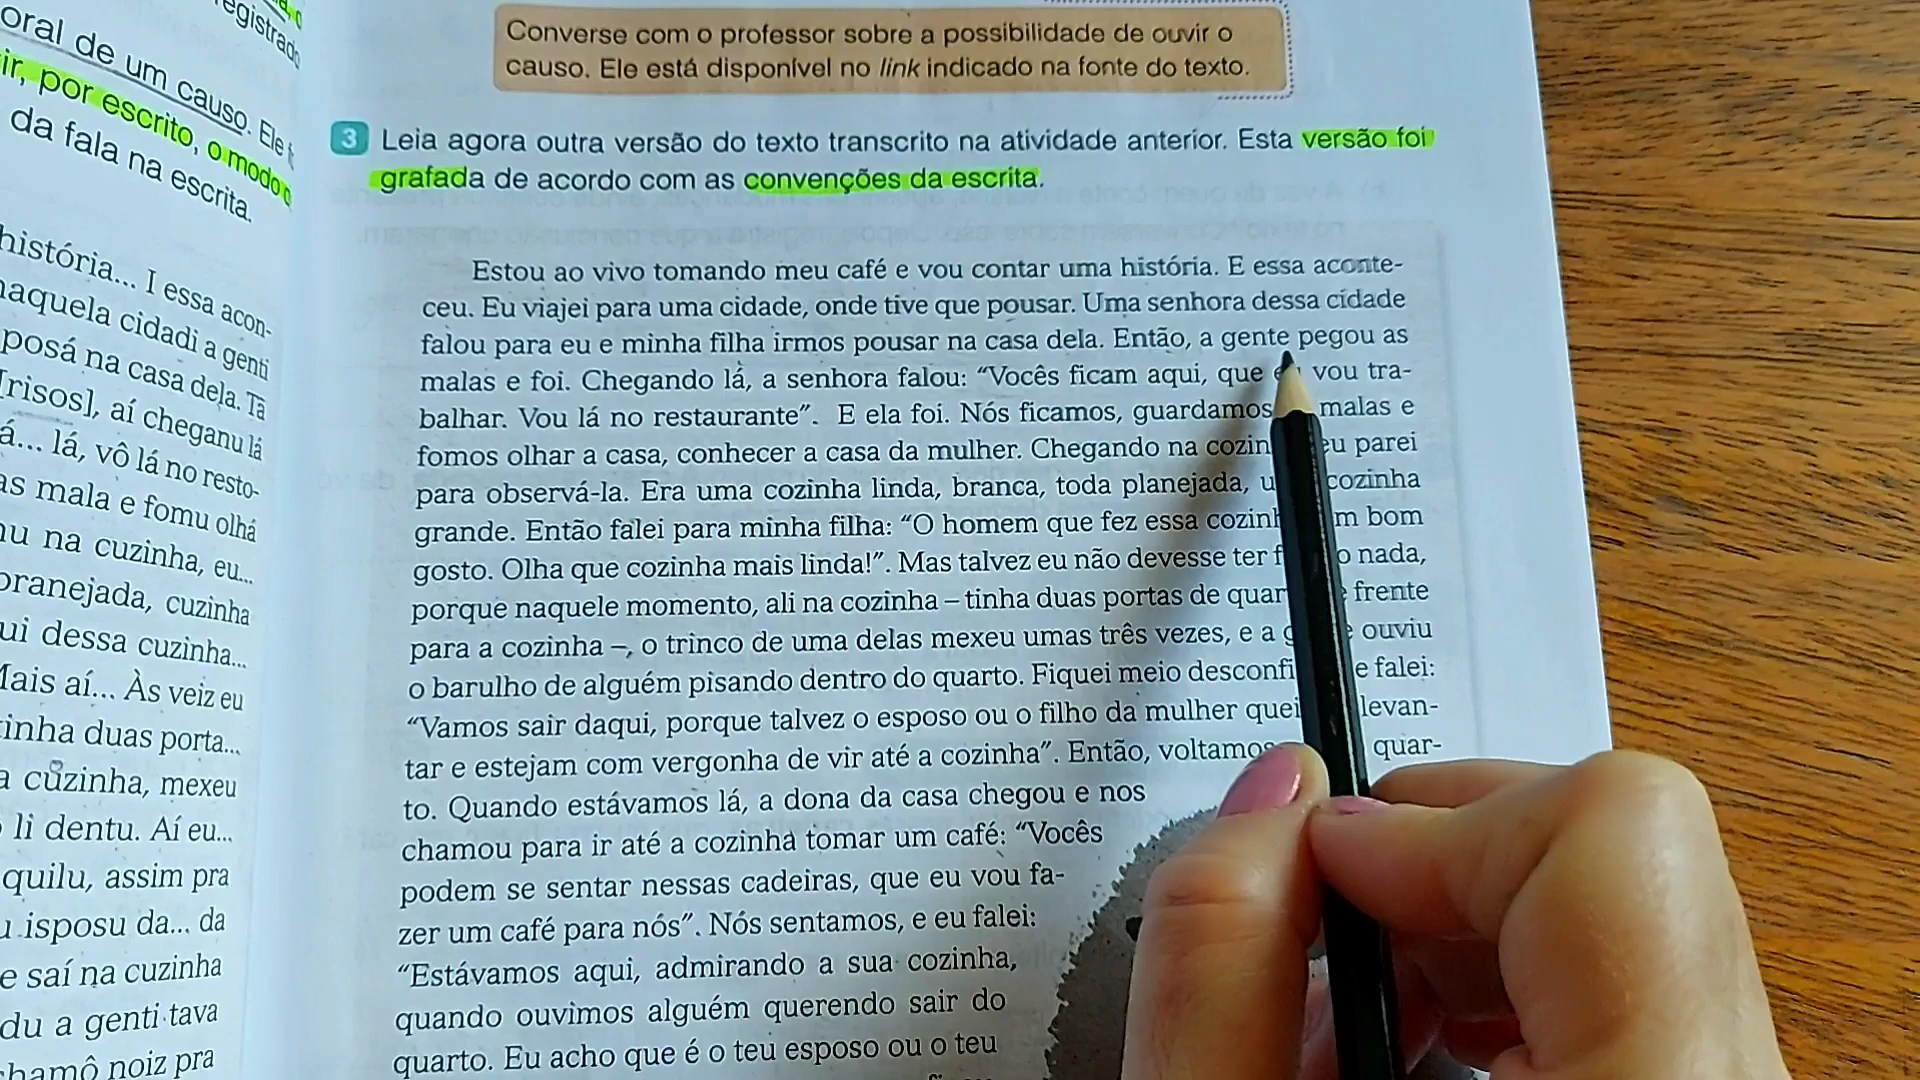 registrado
oral de um causo. Ele
ir, por escrito, o modo
da fala na escrita.
história... I essa acon-
naquela cidadi a genti
posá na casa dela. Tá
[risos], aí cheganu lá
á... lá, vô lá no resto-
as mala e fomu olhá
nu na cuzinha, eu...
pranejada, cuzinha
ui dessa cuzinha...
Mais aí... Às veiz eu
tinha duas porta...
a cuzinha, mexeu
li dentu. Aí eu...
quilu, assim pra
u isposu da... da
e saí na cuzinha
du a genti tava
chamô noiz pra
Converse com o professor sobre a possibilidade de ouvir o
causo. Ele está disponível no link indicado na fonte do texto.
3 Leia agora outra versão do texto transcrito na atividade anterior. Esta versão foi
grafada de acordo com as convenções da escrita.
Estou ao vivo tomando meu café e vou contar uma história. E essa aconte-
ceu. Eu viajei para uma cidade, onde tive que pousar. Uma senhora dessa cidade
falou para eu e minha filha irmos pousar na casa dela. Então, a gente pegou as
malas e foi. Chegando lá, a senhora falou: “Vocês ficam aqui, que vou tra-
balhar. Vou lá no restaurante”. E ela foi. Nós ficamos, guardamos malas e
fomos olhar a casa, conhecer a casa da mulher. Chegando na cozin eu parei
para observá-la. Era uma cozinha linda, branca, toda planejada, u cozinha
grande. Então falei para minha filha: “O homem que fez essa cozinh m bom
gosto. Olha que cozinha mais linda!”. Mas talvez eu não devesse ter f o nada,
porque naquele momento, ali na cozinha – tinha duas portas de quar frente
para a cozinha –, o trinco de uma delas mexeu umas três vezes, e a g e ouviu
o barulho de alguém pisando dentro do quarto. Fiquei meio desconfi e falei:
“Vamos sair daqui, porque talvez o esposo ou o filho da mulher quei levan-
tar e estejam com vergonha de vir até a cozinha”. Então, voltamos quar-
to. Quando estávamos lá, a dona da casa chegou e nos
chamou para ir até a cozinha tomar um café: “Vocês
podem se sentar nessas cadeiras, que eu vou fa-
zer um café para nós”. Nós sentamos, e eu falei:
“Estávamos aqui, admirando a sua cozinha,
quando ouvimos alguém querendo sair do
quarto. Eu acho que é o teu esposo ou o teu